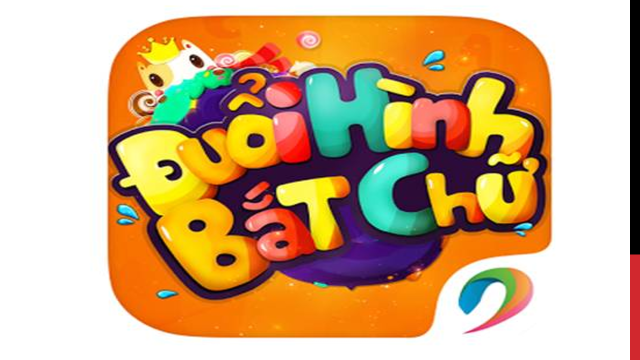 Đuổi Hình
Bắt Chữ